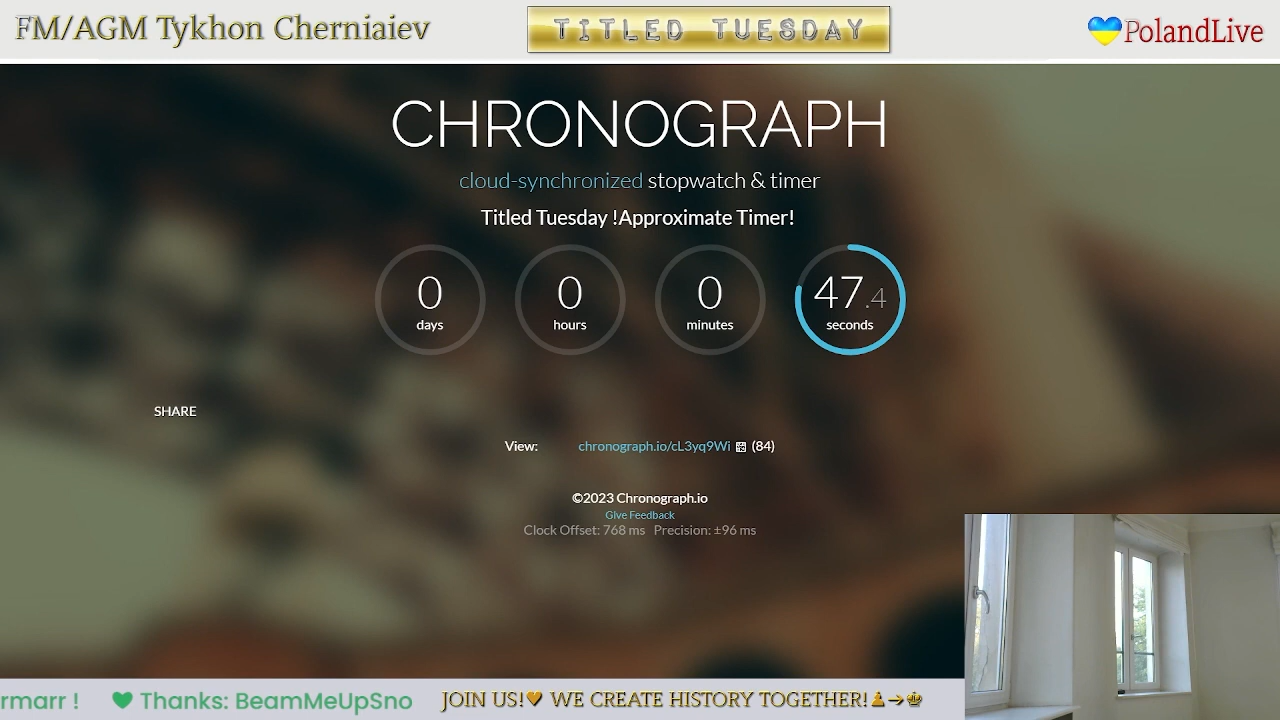 FM/AGM Tykhon Cherniaiev
TITLED TUESDAY
PolandLive
CHRONOGRAPH
cloud-synchronized stopwatch & timer
Titled Tuesday !Approximate Timer!
0 0 0 47.4
days hours minutes seconds
SHARE
View: chronograph.io/cL3yq9Wi (84)
©2023 Chronograph.io
Give Feedback
Clock Offset: 768 ms Precision: ±96 ms
rmarr ! 💚 Thanks: BeamMeUpSno
JOIN US!🧡 WE CREATE HISTORY TOGETHER!♟➔♚